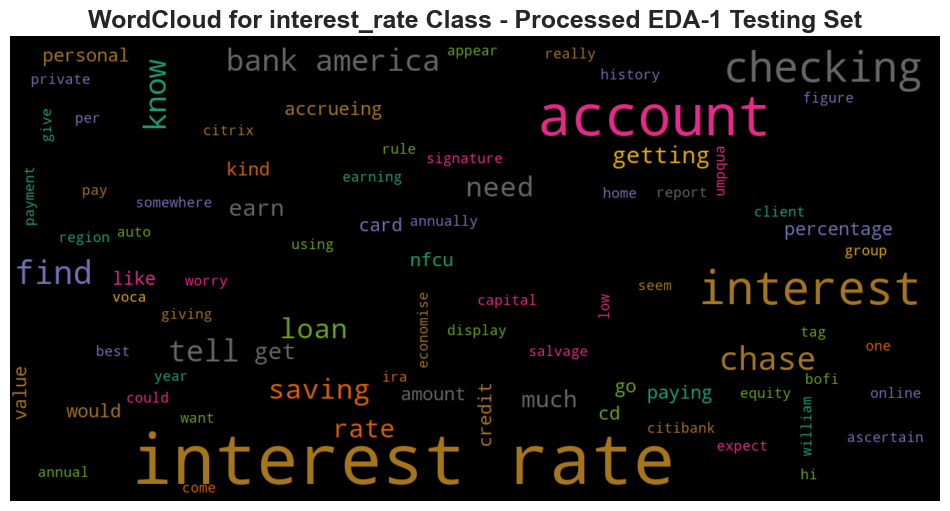 WordCloud for interest_rate Class - Processed EDA-1 Testing Set
personal
bank america
appear
really
checking
private
know
history
figure
give
per
accrueing
account
citrix
rule
signature
getting
umpqua
kind
earning
need
home
report
payment
pay
somewhere
earn
card
annually
client
percentage
region
auto
using
group
find
like
worry
nfcu
seem
interest
voca
giving
economise
capital
low
loan
display
tag
best
tell
get
salvage
chase
one
value
year
could
saving
ira
amount
much
go
paying
equity
bofi
online
would
want
rate
credit
cd
citibank
william
expect
ascertain
annual
interest rate
come
hi